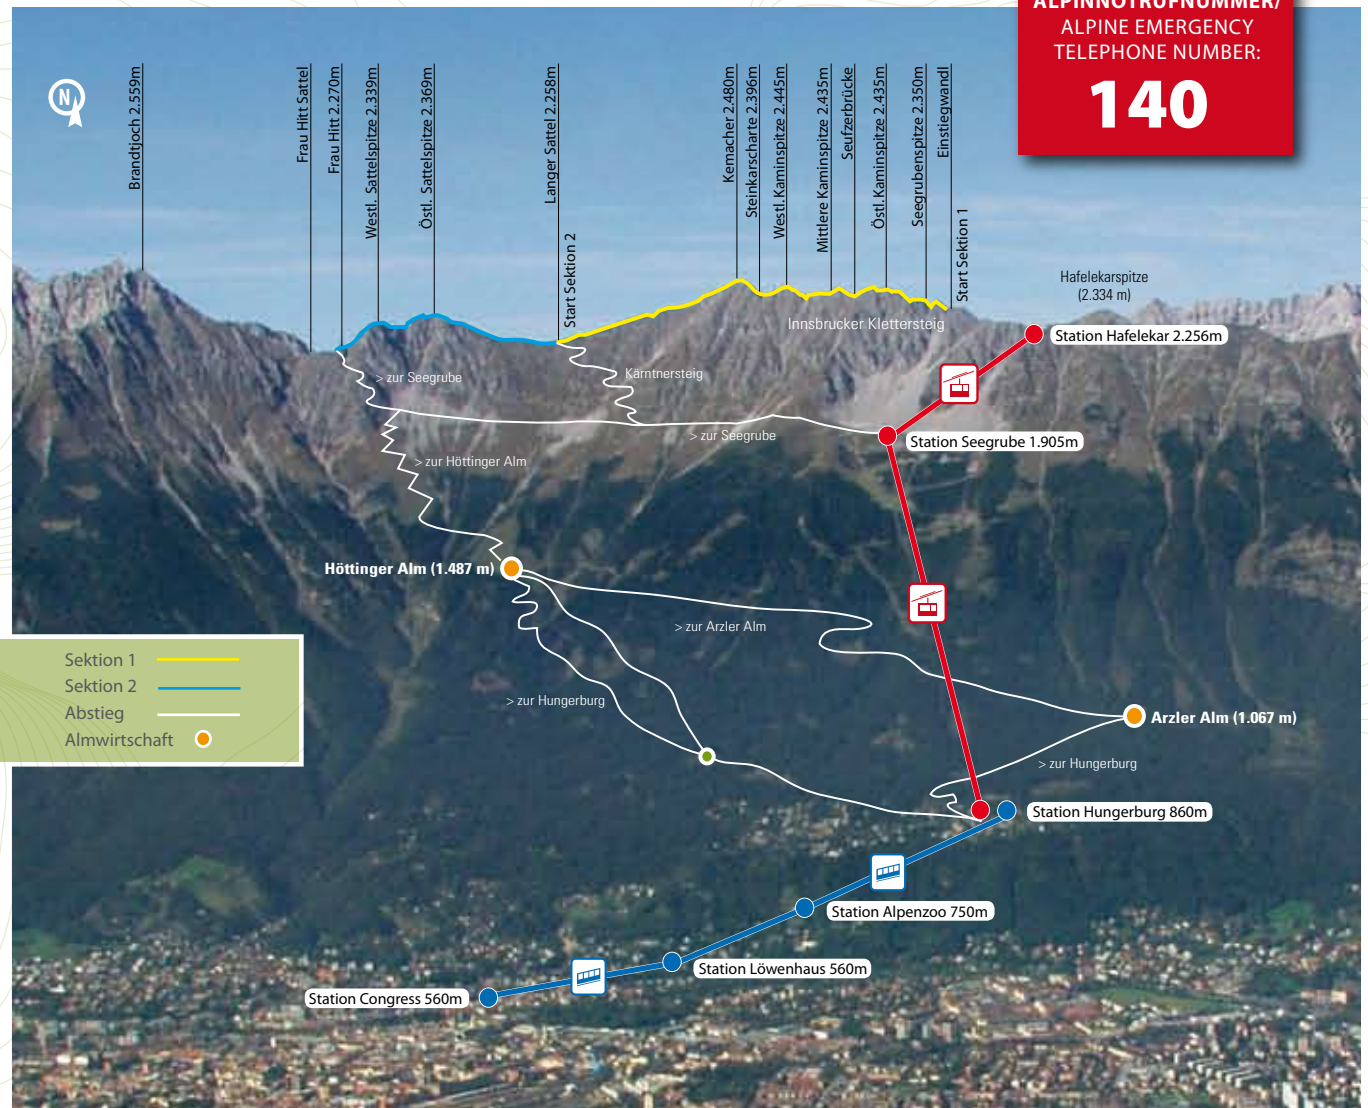 ALPINNOTRUFNUMMER/
ALPINE EMERGENCY
TELEPHONE NUMBER:
140
N
Brandtjoch 2.559m
Frau Hitt Sattel
Frau Hitt 2.270m
Westl. Sattelspitze 2.339m
Östl. Sattelspitze 2.369m
Langer Sattel 2.258m
Start Sektion 2
Kemacher 2.480m
Steinkarscharte 2.396m
Westl. Kaminspitze 2.445m
Mittlere Kaminspitze 2.435m
Seufzerbrücke
Östl. Kaminspitze 2.435m
Seegrubenspitze 2.350m
Einstiegwandl
Start Sektion 1
Hafelekarspitze
(2.334 m)
Innsbrucker Klettersteig
Station Hafelekar 2.256m
> zur Seegrube
Kärntnersteig
> zur Seegrube
Station Seegrube 1.905m
> zur Höttinger Alm
Höttinger Alm (1.487 m)
> zur Arzler Alm
> zur Hungerburg
Arzler Alm (1.067 m)
> zur Hungerburg
Sektion 1
Sektion 2
Abstieg
Almwirtschaft
Station Hungerburg 860m
Station Alpenzoo 750m
Station Löwenhaus 560m
Station Congress 560m